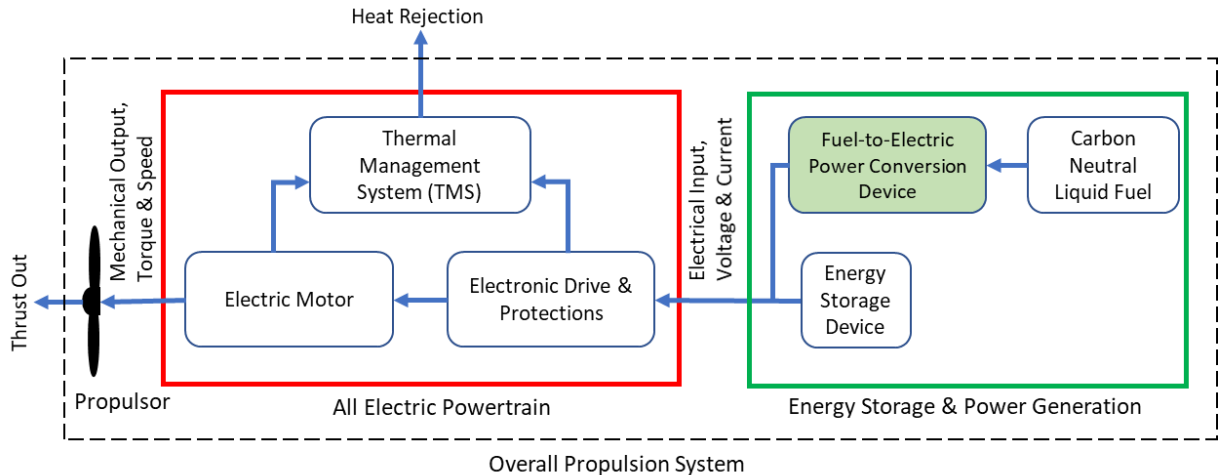 Heat Rejection
Thermal
Management
System (TMS)
Fuel-to-Electric
Power Conversion
Device
Carbon
Neutral
Liquid Fuel
Mechanical Output,
Torque & Speed
Electrical Input,
Voltage & Current
Thrust Out
Electric Motor
Electronic Drive &
Protections
Energy
Storage
Device
Propulsor
All Electric Powertrain
Energy Storage & Power Generation
Overall Propulsion System